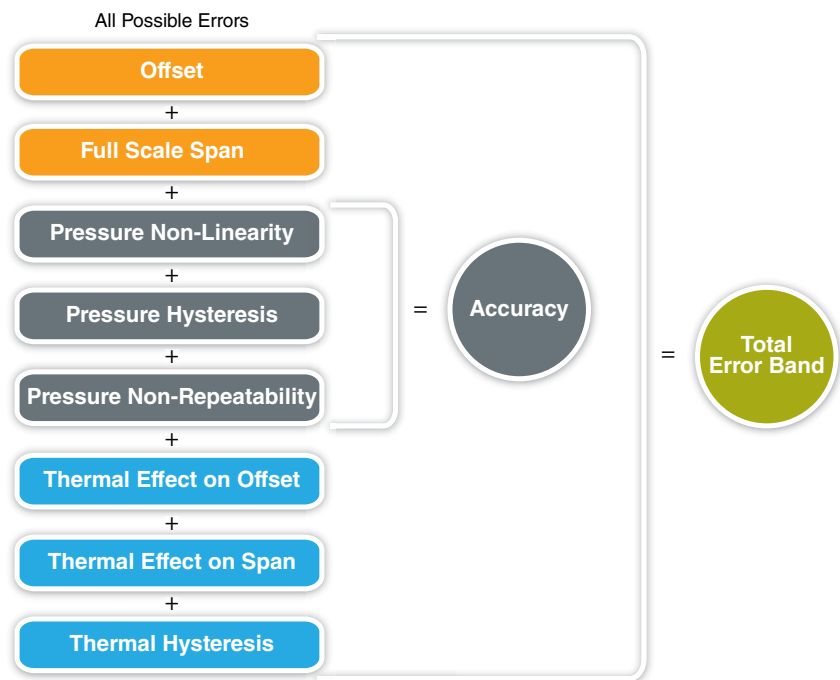 All Possible Errors
Offset
+
Full Scale Span
+
Pressure Non-Linearity
+
Pressure Hysteresis
+
Pressure Non-Repeatability
+
Thermal Effect on Offset
+
Thermal Effect on Span
+
Thermal Hysteresis
=
Accuracy
=
Total
Error Band